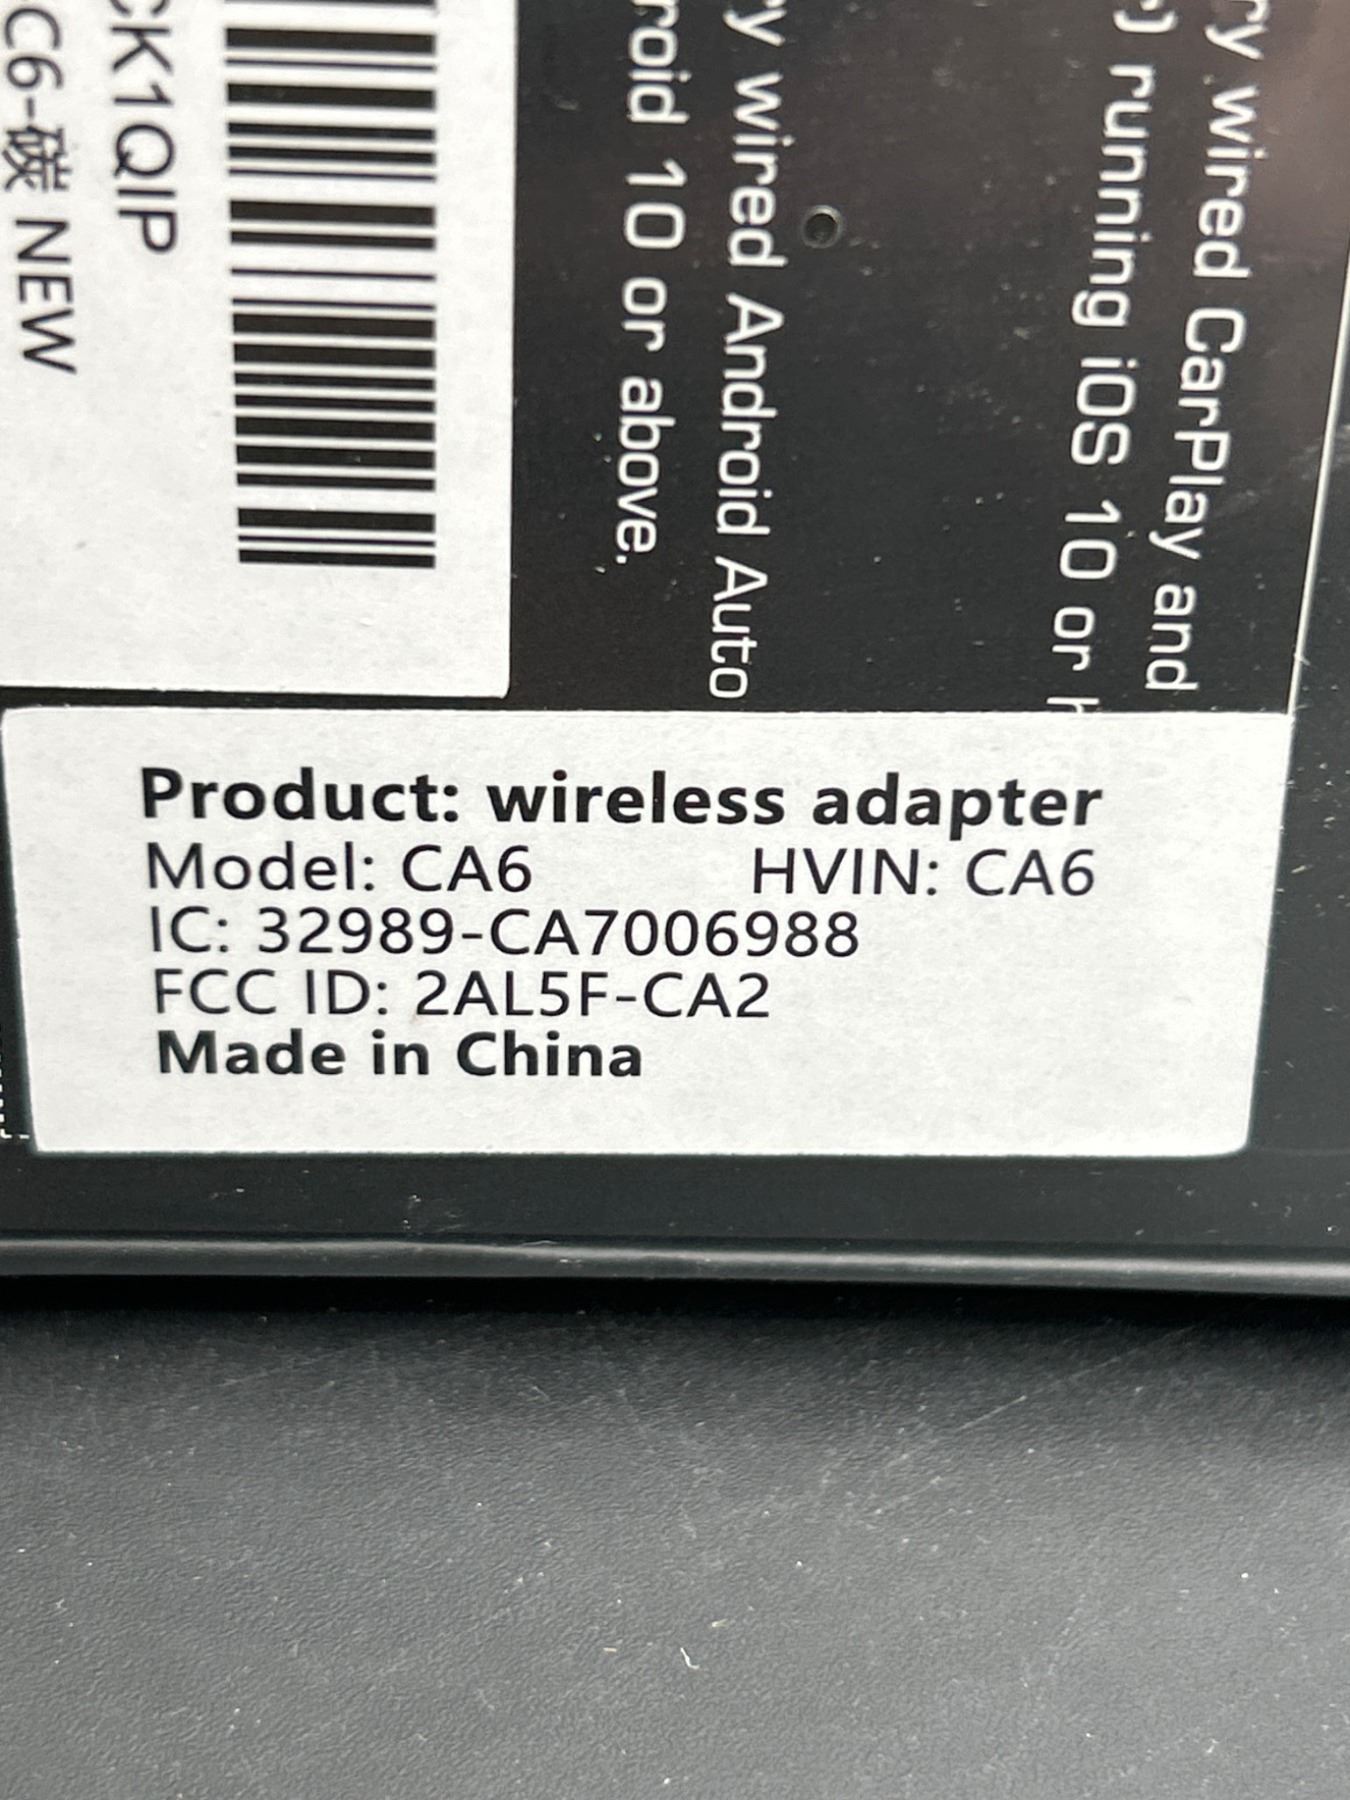 Product: wireless adapter
Model: CA6 HVIN: CA6
IC: 32989-CA7006988
FCC ID: 2AL5F-CA2
Made in China
wired CarPlay and
running iOS 10 or
wired Android Auto
10 or above.
CK1QIP
C6-碳 NEW